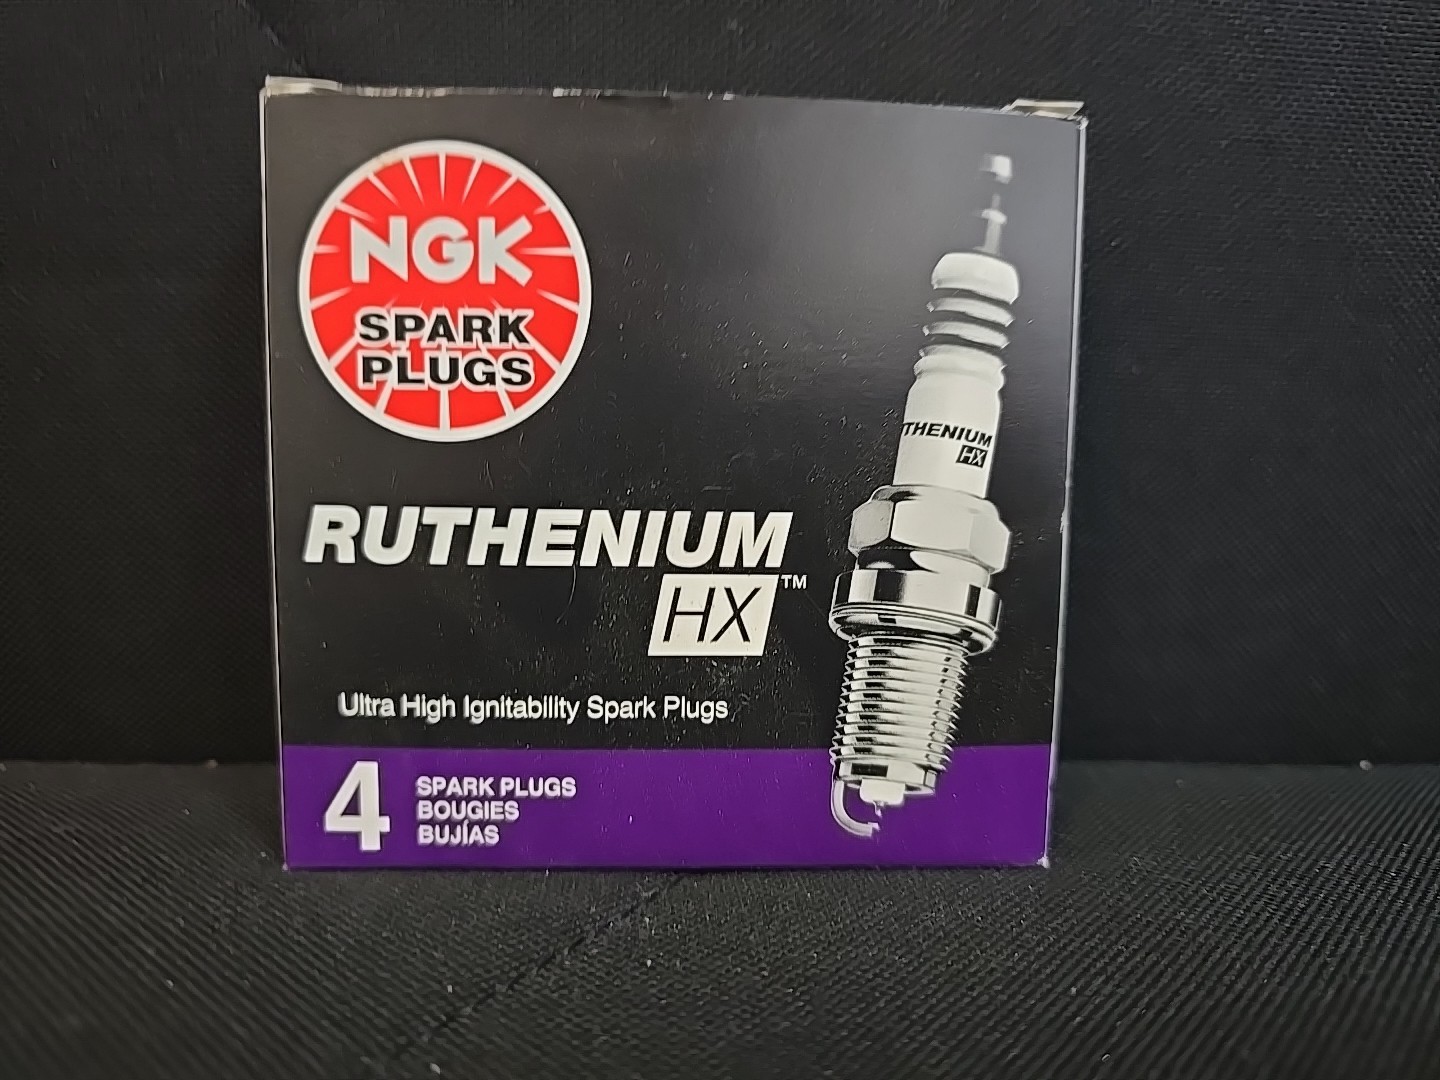 NGK
SPARK
PLUGS
THENIUM
HX
RUTHENIUM
HX™
Ultra High Ignitability Spark Plugs
4 SPARK PLUGS
BOUGIES
BUJÍAS